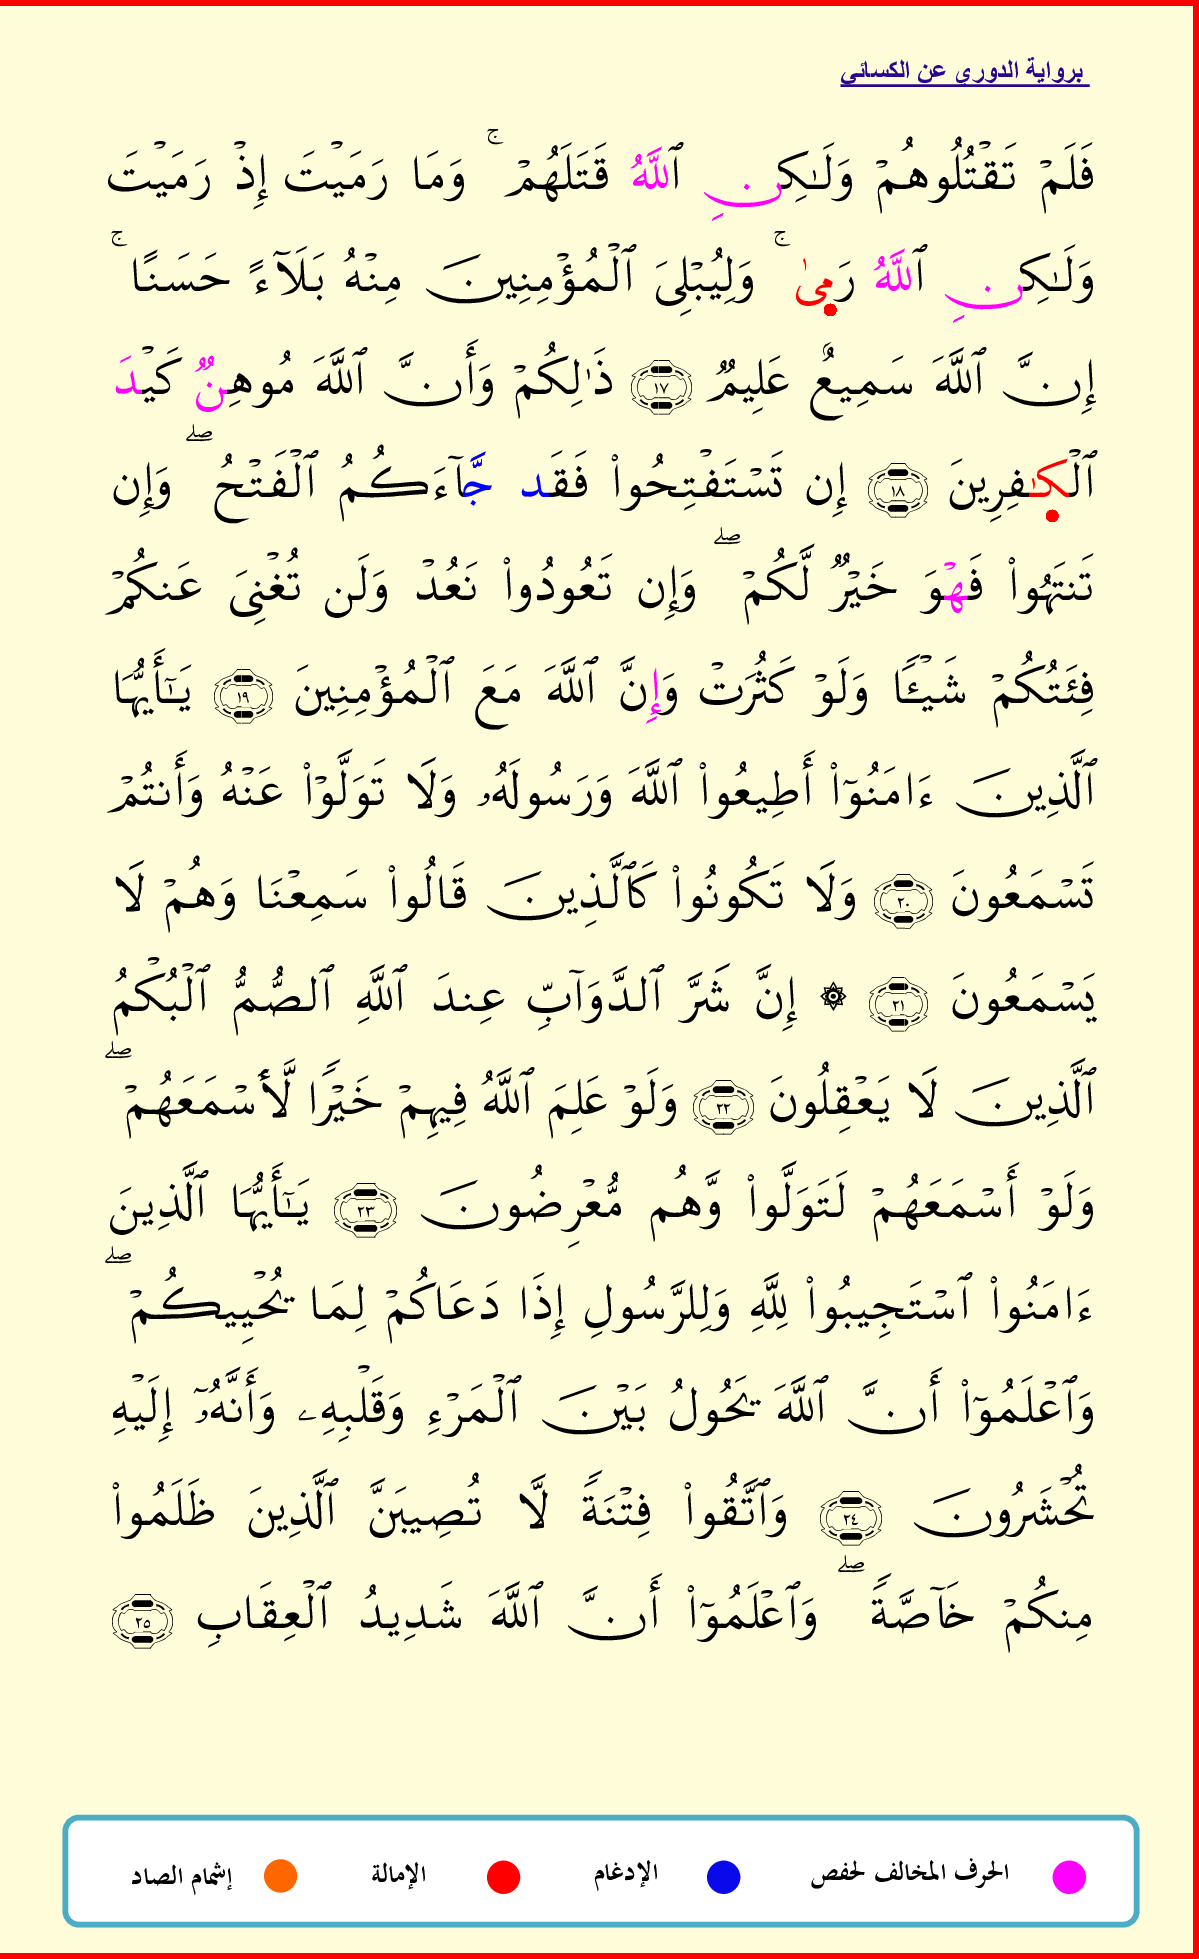 برواية الدوري عن الكسائي
فَلَمۡ تَقۡتُلُوهُمۡ وَلَٰكِنِ ٱللَّهُ قَتَلَهُمۡۚ وَمَا رَمَيۡتَ إِذۡ رَمَيۡتَ
وَلَٰكِنِ ٱللَّهُ رَمىٰۚ وَلِيُبۡلِيَ ٱلۡمُؤۡمِنِينَ مِنۡهُ بَلَآءً حَسَنًاۚ
إِنَّ ٱللَّهَ سَمِيعٌ عَلِيمٞ ١٧ ذَٰلِكُمۡ وَأَنَّ ٱللَّهَ مُوهِنٞ كَيۡدَ
ٱلۡكَٰفِرِينَ ١٨ إِن تَسۡتَفۡتِحُواْ فَقَد جَّآءَكُمُ ٱلۡفَتۡحُۖ وَإِن
تَنتَهُواْ فَهۡوَ خَيۡرٞ لَّكُمۡۖ وَإِن تَعُودُواْ نَعُدۡ وَلَن تُغۡنِيَ عَنكُمۡ
فِئَتُكُمۡ شَيۡـٔٗا وَلَوۡ كَثُرَتۡ وَإِنَّ ٱللَّهَ مَعَ ٱلۡمُؤۡمِنِينَ ١٩ يَٰٓأَيُّهَا
ٱلَّذِينَ ءَامَنُوٓاْ أَطِيعُواْ ٱللَّهَ وَرَسُولَهُۥ وَلَا تَوَلَّوۡاْ عَنۡهُ وَأَنتُمۡ
تَسۡمَعُونَ ٢٠ وَلَا تَكُونُواْ كَٱلَّذِينَ قَالُواْ سَمِعۡنَا وَهُمۡ لَا
يَسۡمَعُونَ ٢١ ۞ إِنَّ شَرَّ ٱلدَّوَآبِّ عِندَ ٱللَّهِ ٱلصُّمُّ ٱلۡبُكۡمُ
ٱلَّذِينَ لَا يَعۡقِلُونَ ٢٢ وَلَوۡ عَلِمَ ٱللَّهُ فِيهِمۡ خَيۡرٗا لَّأَسۡمَعَهُمۡۖ
وَلَوۡ أَسۡمَعَهُمۡ لَتَوَلَّواْ وَّهُم مُّعۡرِضُونَ ٢٣ يَٰٓأَيُّهَا ٱلَّذِينَ
ءَامَنُواْ ٱسۡتَجِيبُواْ لِلَّهِ وَلِلرَّسُولِ إِذَا دَعَاكُمۡ لِمَا يُحۡيِيكُمۡۖ
وَٱعۡلَمُوٓاْ أَنَّ ٱللَّهَ يَحُولُ بَيۡنَ ٱلۡمَرۡءِ وَقَلۡبِهِۦ وَأَنَّهُۥٓ إِلَيۡهِ
تُحۡشَرُونَ ٢٤ وَٱتَّقُواْ فِتۡنَةٗ لَّا تُصِيبَنَّ ٱلَّذِينَ ظَلَمُواْ
مِنكُمۡ خَآصَّةٗۖ وَٱعۡلَمُوٓاْ أَنَّ ٱللَّهَ شَدِيدُ ٱلۡعِقَابِ ٢٥
الحرف المخالف لحفص الإدغام الإمالة إشمام الصاد